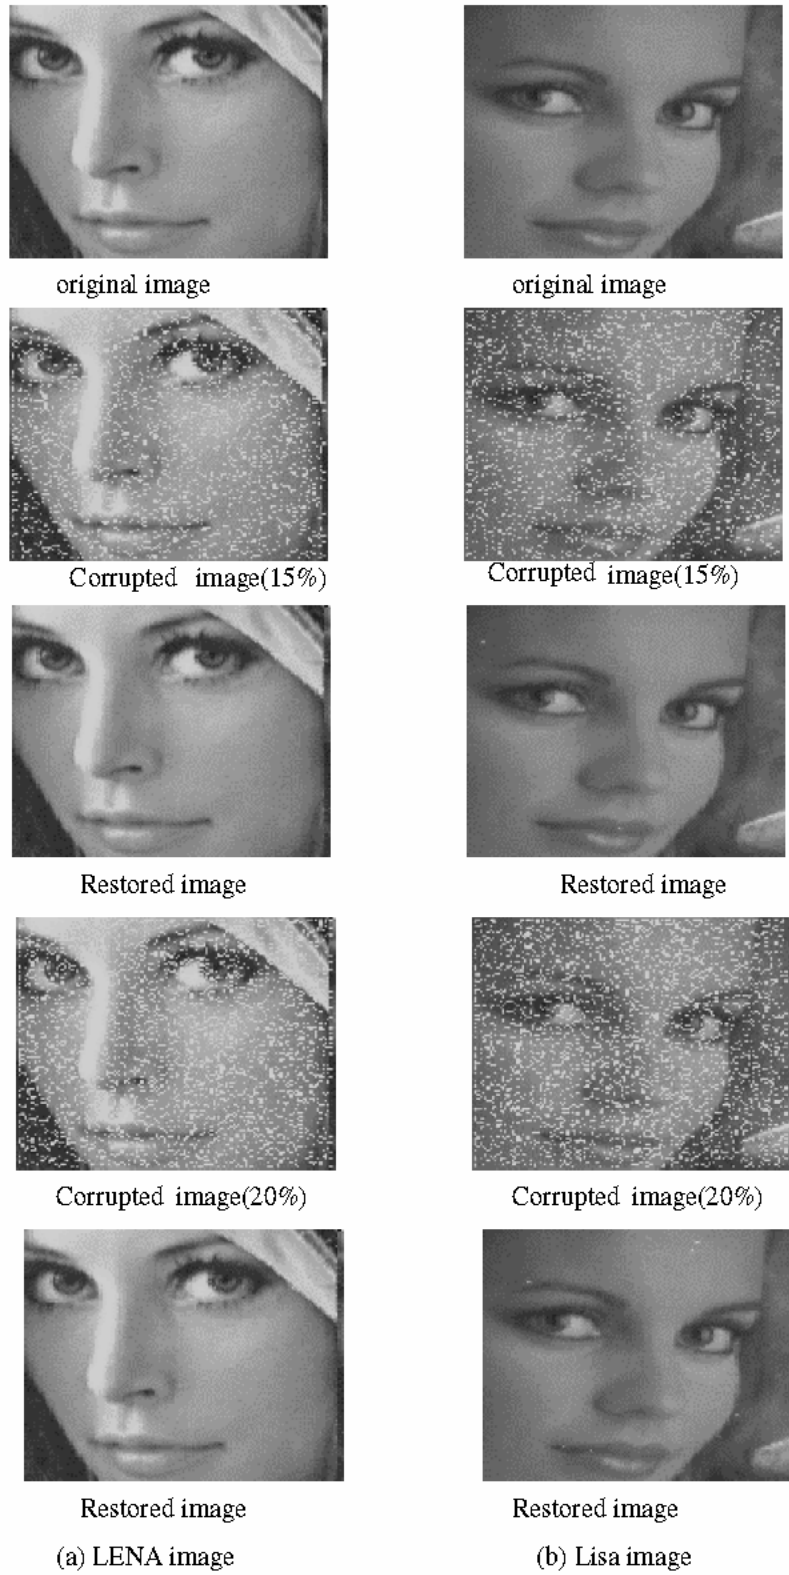 original image
original image
Corrupted image(15%)
Corrupted image(15%)
Restored image
Restored image
Corrupted image(20%)
Corrupted image(20%)
Restored image
Restored image
(a) LENA image
(b) Lisa image